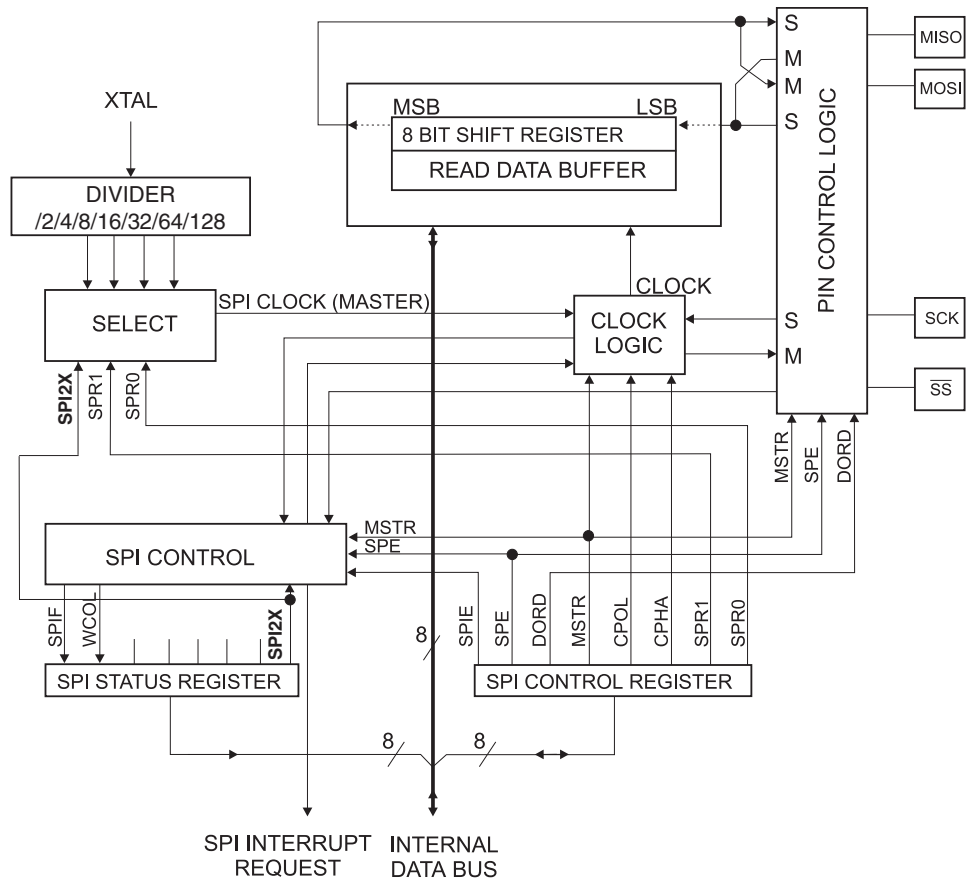 S
MISO
M
M
MOSI
XTAL
MSB
LSB
S
8 BIT SHIFT REGISTER
READ DATA BUFFER
PIN CONTROL LOGIC
DIVIDER
/2/4/8/16/32/64/128
SPI CLOCK (MASTER)
CLOCK
SELECT
CLOCK
LOGIC
S
M
SCK
SS
SPI2X
SPR1
SPR0
MSTR
SPE
DORD
SPI CONTROL
MSTR
SPE
SPIF
WCOL
SPI2X
8
SPIE
SPE
DORD
MSTR
CPOL
CPHA
SPR1
SPR0
SPI STATUS REGISTER
SPI CONTROL REGISTER
8
8
SPI INTERRUPT
REQUEST
INTERNAL
DATA BUS